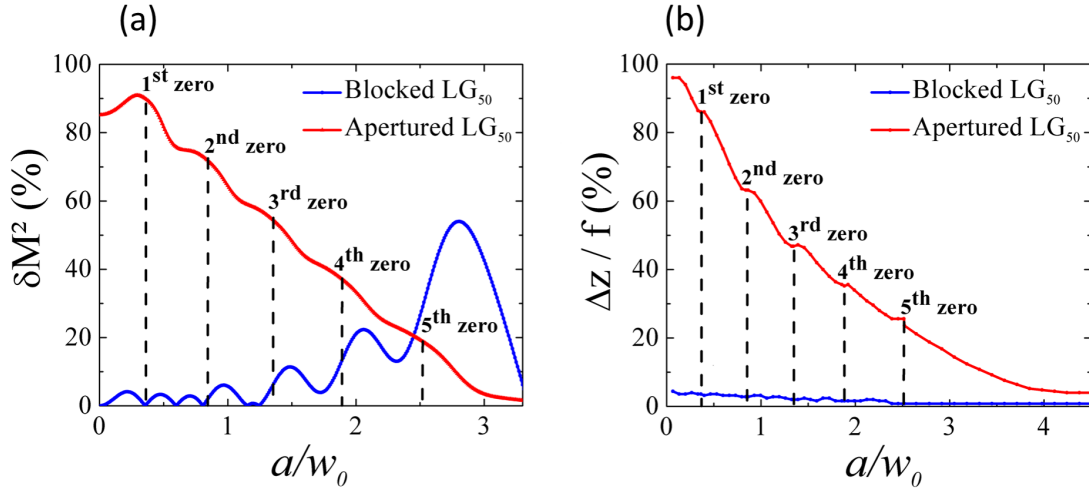 (a)
100
80
60
40
20
0
δM² (%)
0
1
2
3
a/w₀
1st zero
2nd zero
3rd zero
4th zero
5th zero
Blocked LG₅₀
Apertured LG₅₀
(b)
100
80
60
40
20
0
Δz / f (%)
0
1
2
3
4
a/w₀
1st zero
2nd zero
3rd zero
4th zero
5th zero
Blocked LG₅₀
Apertured LG₅₀